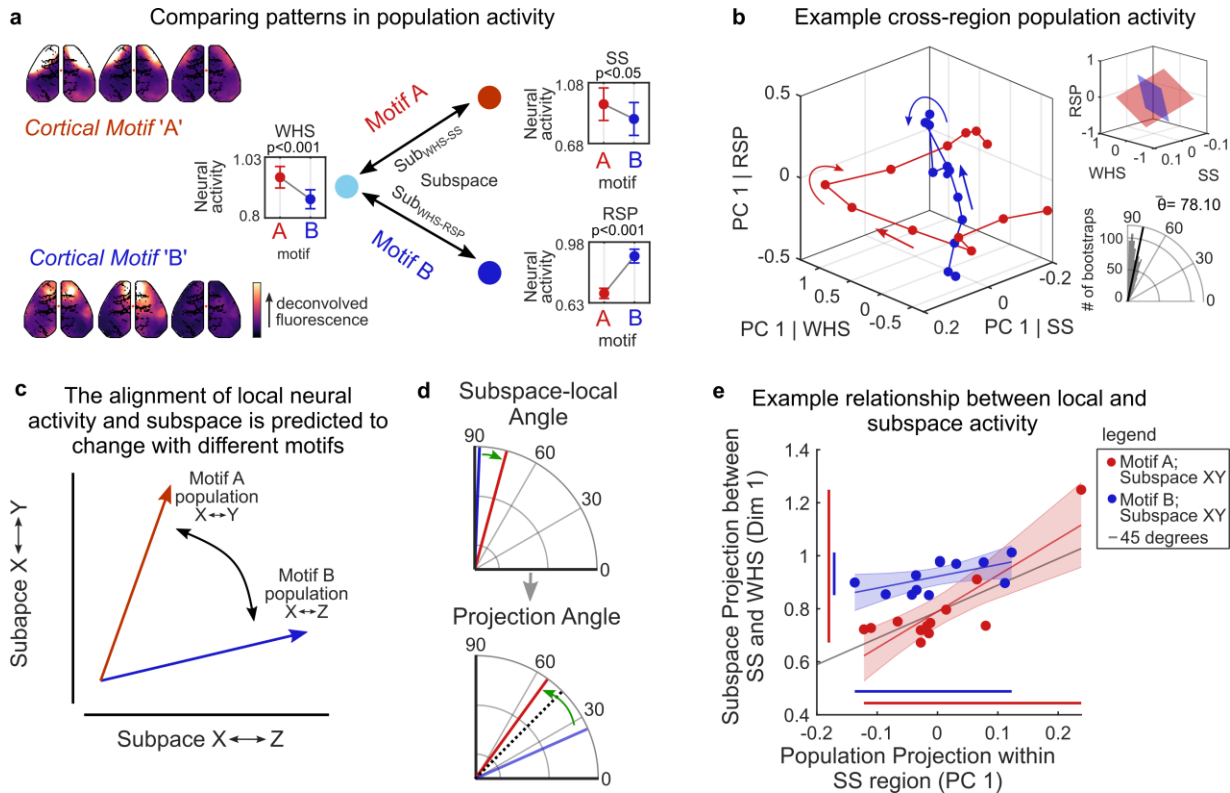 a
Comparing patterns in population activity
Cortical Motif 'A'
WHS
p<0.001
1.03
0.8
Neural
activity
A
B
motif
Motif A
SubWHS-SS
Subspace
SubWHS-RSP
Motif B
SS
p<0.05
1.08
0.68
Neural
activity
A
B
motif
RSP
p<0.001
0.98
0.63
Neural
activity
A
B
motif
Cortical Motif 'B'
deconvolved
fluorescence
b
Example cross-region population activity
0.5
0
-0.5
PC 1 | RSP
1
0.5
0
-0.5
PC 1 | WHS
0.2
0
-0.2
PC 1 | SS
1
0
-1
RSP
1
0
-1
WHS
0.1
0.1
SS
θ̄= 78.10
90
60
30
0
100
50
0
# of bootstraps
c
The alignment of local neural
activity and subspace is predicted to
change with different motifs
Subapce X↔Y
Motif A
population
X↔Y
Motif B
population
X↔Z
Subpace X↔Z
d
Subspace-local
Angle
90
60
30
0
Projection Angle
90
60
30
0
e
Example relationship between local and
subspace activity
Subspace Projection between
SS and WHS (Dim 1)
1.4
1.2
1
0.8
0.6
0.4
-0.2
-0.1
0
0.1
0.2
Population Projection within
SS region (PC 1)
legend
Motif A;
Subspace XY
Motif B;
Subspace XY
45 degrees